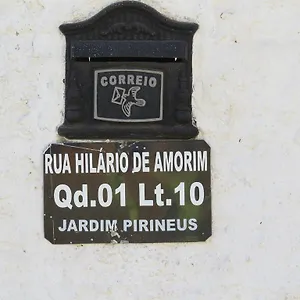 CORREIO
RUA HILÁRIO DE AMORIM
Qd.01 Lt.10
JARDIM PIRINEUS